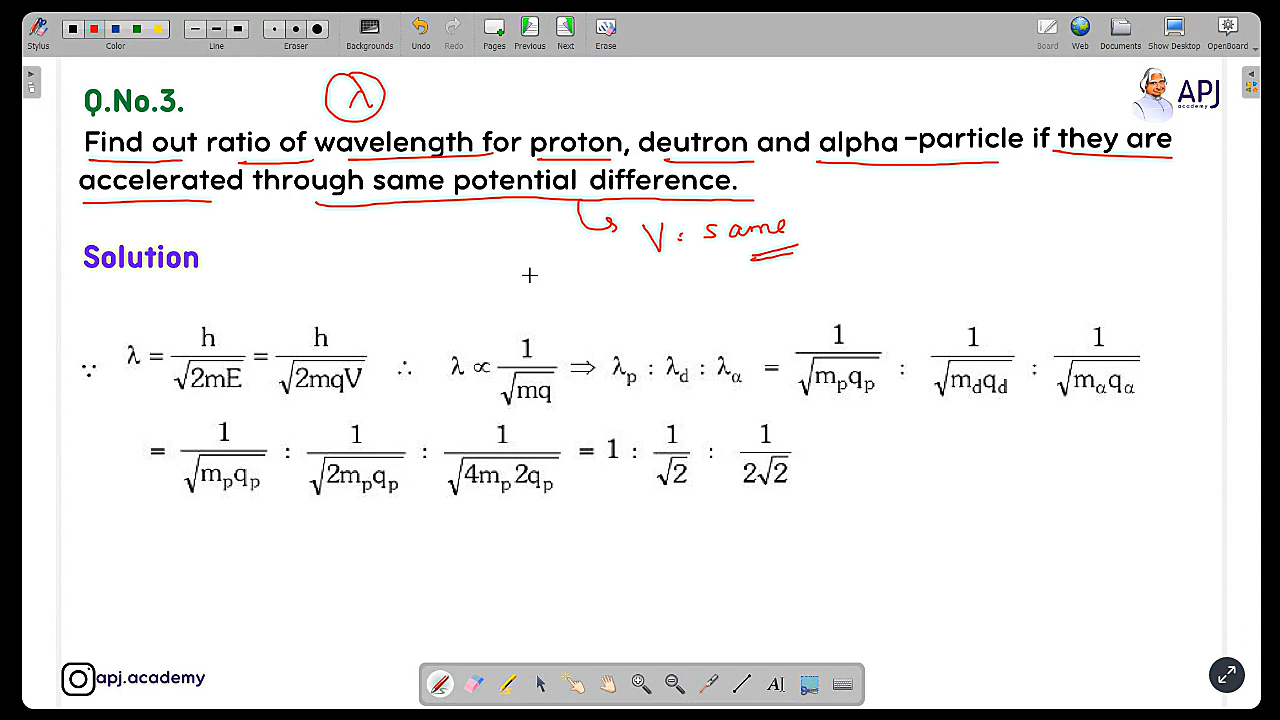 Stylus Color Line Eraser Backgrounds Undo Redo Pages Previous Next Erase Board Web Documents Show Desktop OpenBoard
λ
Q.No.3.
APJ
academy
Find out ratio of wavelength for proton, deutron and alpha -particle if they are
accelerated through same potential difference.
V : same
Solution
∵ λ = h/√2mE = h/√2mqV ∴ λ ∝ 1/√mq ⇒ λp : λd : λα = 1/√mpqp : 1/√mdqd : 1/√mαqα
= 1/√mpqp : 1/√2mpqp : 1/√4mp2qp = 1 : 1/√2 : 1/2√2
apj.academy